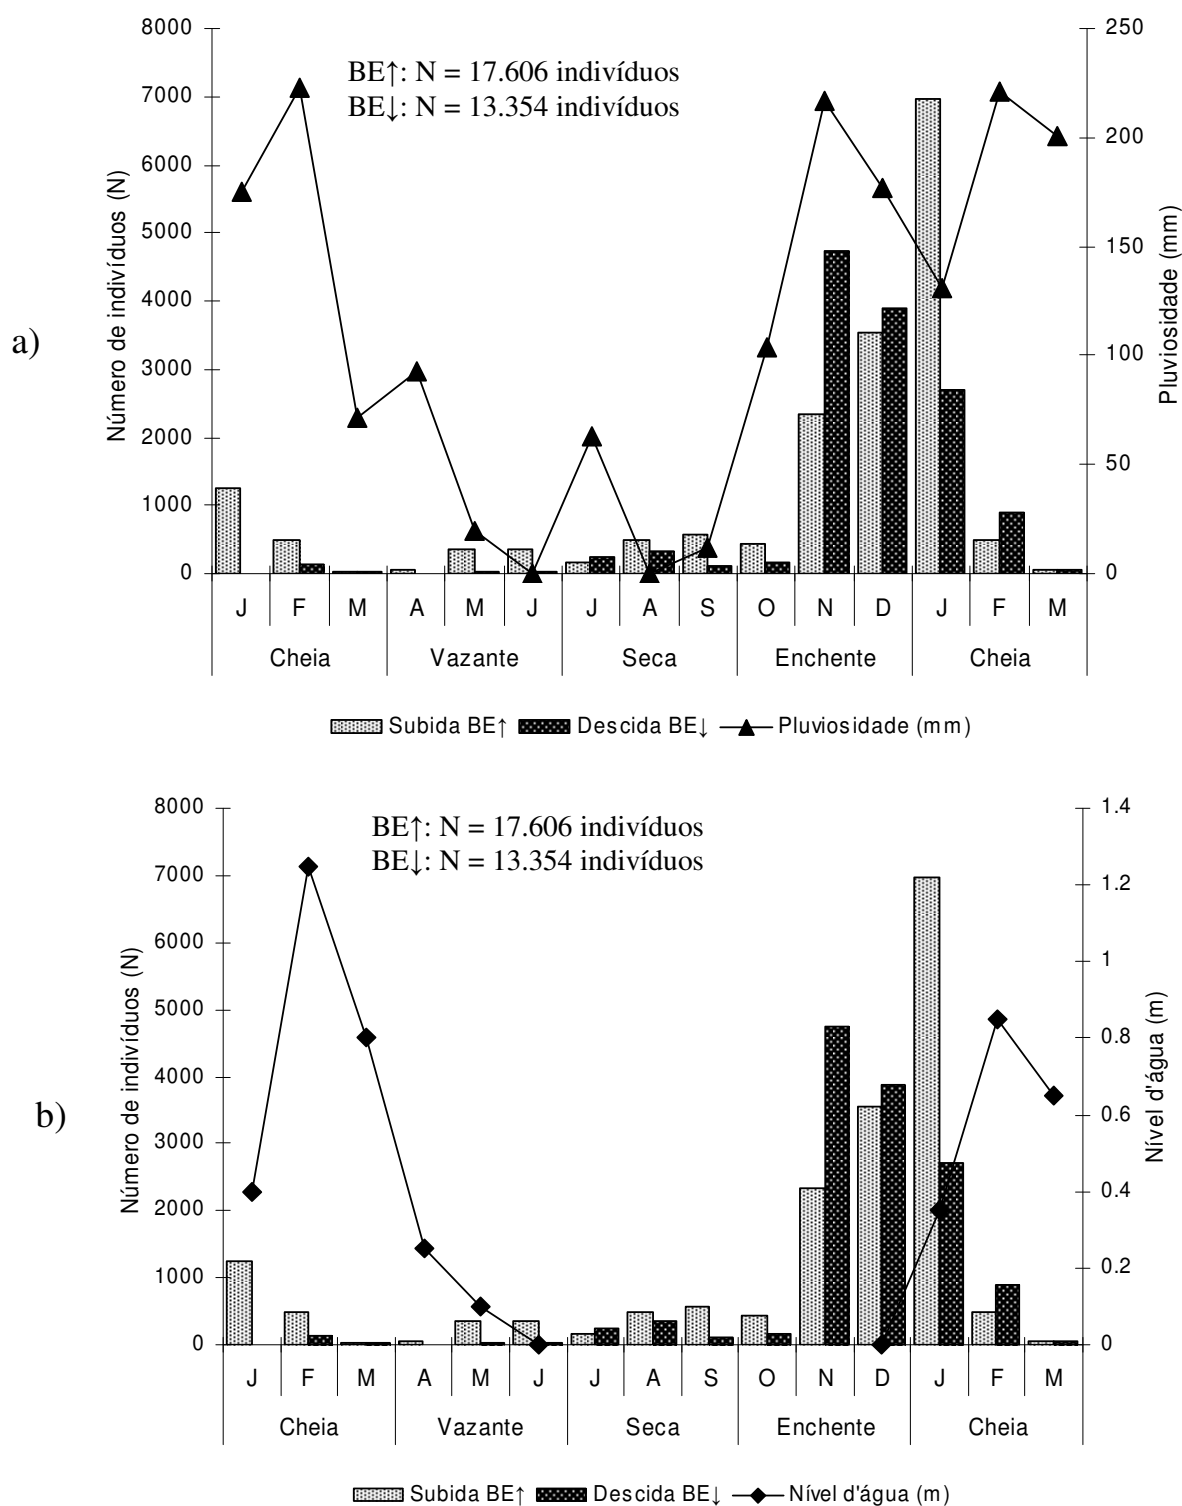 8000
7000
6000
5000
4000
3000
2000
1000
0
Número de indivíduos (N)
250
200
150
100
50
0
Pluviosidade (mm)
BE↑: N = 17.606 indivíduos
BE↓: N = 13.354 indivíduos
a)
J F M A M J J A S O N D J F M
Cheia Vazante Seca Enchente Cheia
Subida BE↑ Descida BE↓ Pluviosidade (mm)
8000
7000
6000
5000
4000
3000
2000
1000
0
Número de indivíduos (N)
1.4
1.2
1
0.8
0.6
0.4
0.2
0
Nível d'água (m)
BE↑: N = 17.606 indivíduos
BE↓: N = 13.354 indivíduos
b)
J F M A M J J A S O N D J F M
Cheia Vazante Seca Enchente Cheia
Subida BE↑ Descida BE↓ Nível d'água (m)